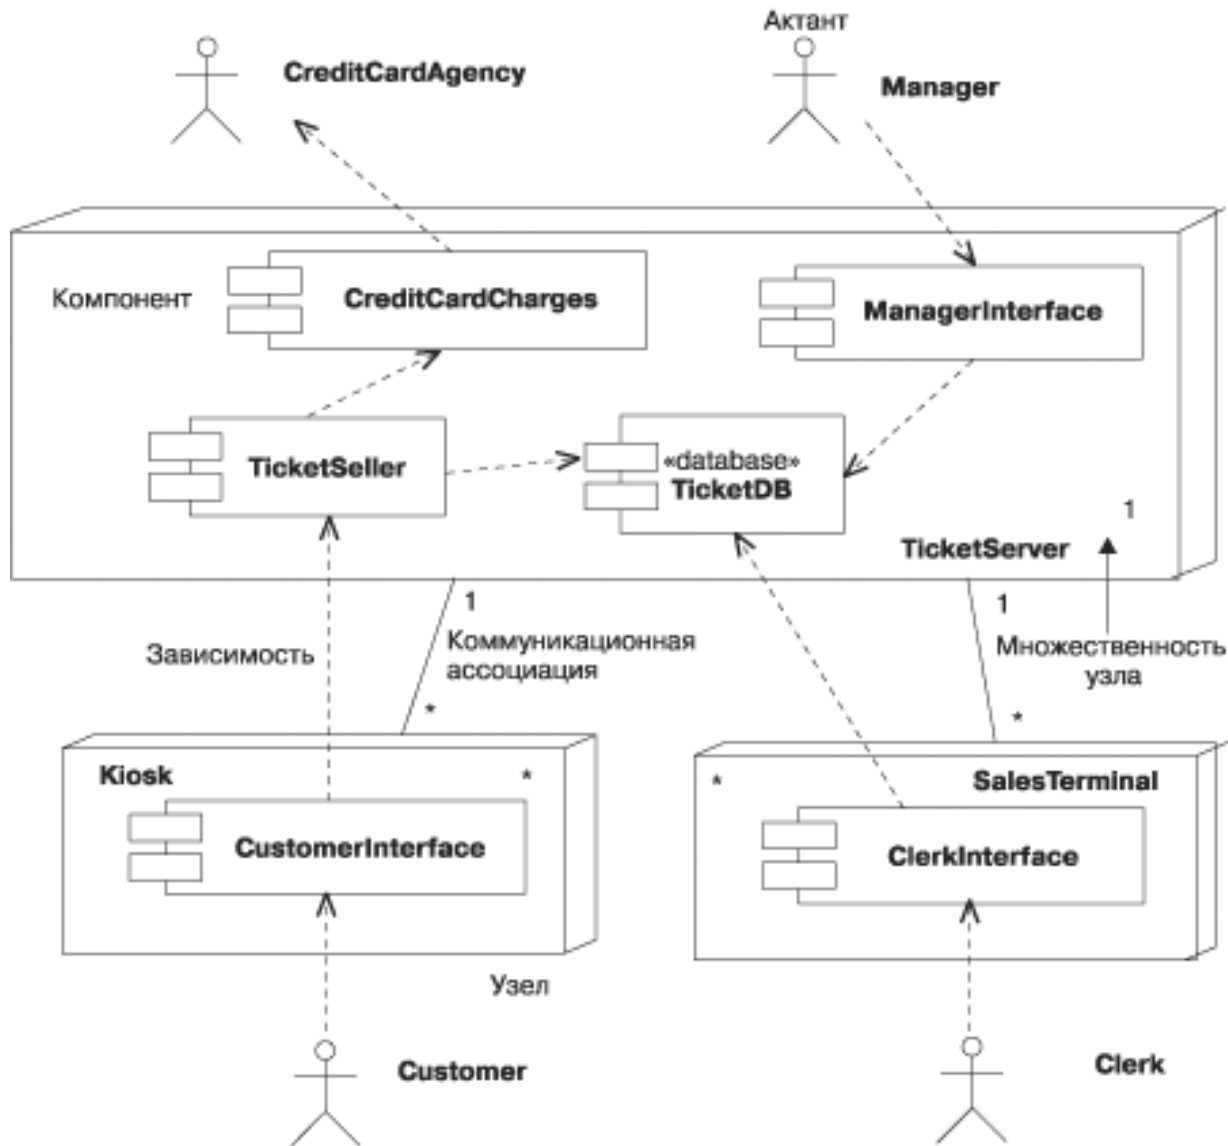 Актант
CreditCardAgency
Manager
Компонент
CreditCardCharges
ManagerInterface
TicketSeller
«database»
TicketDB
1
TicketServer
1
1
Зависимость
Коммуникационная
ассоциация
Множественность
узла
*
*
Kiosk
*
*
SalesTerminal
CustomerInterface
ClerkInterface
Узел
Customer
Clerk